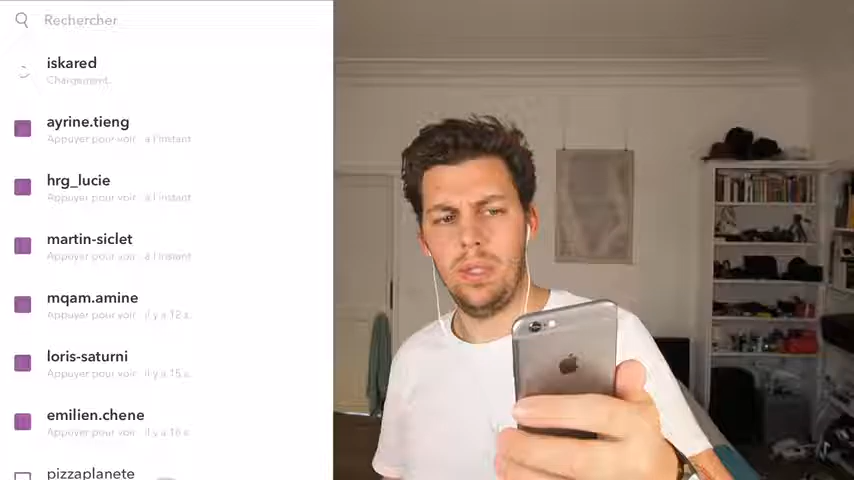 Rechercher
iskared
Chargement.
ayrine.tieng
Appuyer pour voir · à l'instant
hrg_lucie
Appuyer pour voir · à l'instant
martin-siclet
Appuyer pour voir · à l'instant
mqam.amine
Appuyer pour voir · il y a 12 s.
loris-saturni
Appuyer pour voir · il y a 15 s.
emilien.chene
Appuyer pour voir · il y a 16 s.
pizzaplanete